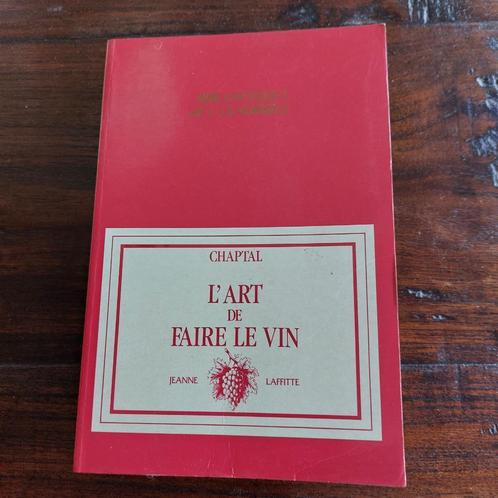 CHAPTAL
L'ART
DE
FAIRE LE VIN
JEANNE LAFFITTE